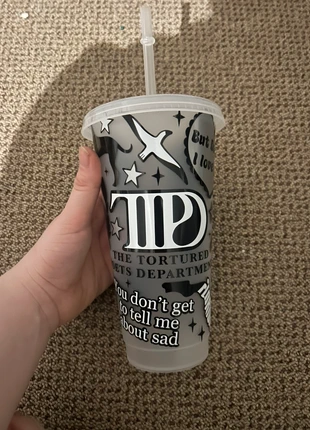 But
I love
TTPD
THE TORTURED
POETS DEPARTMENT
You don't get
to tell me
about sad